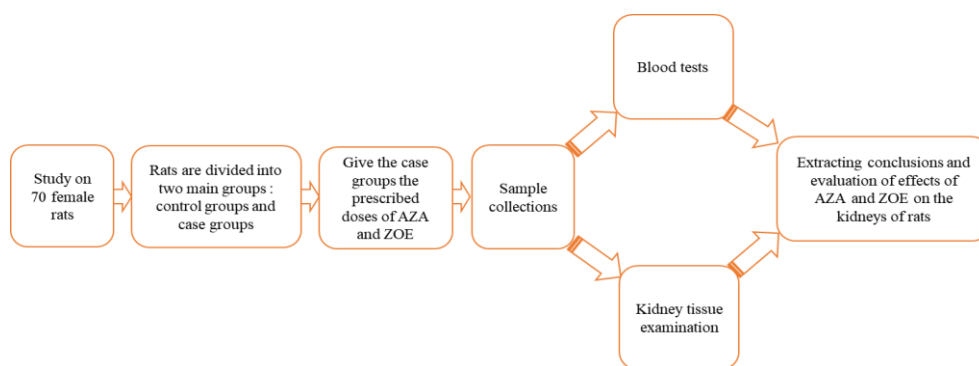 Study on
70 female
rats
Rats are divided into
two main groups :
control groups and
case groups
Give the case
groups the
prescribed
doses of AZA
and ZOE
Sample
collections
Blood tests
Kidney tissue
examination
Extracting conclusions and
evaluation of effects of
AZA and ZOE on the
kidneys of rats